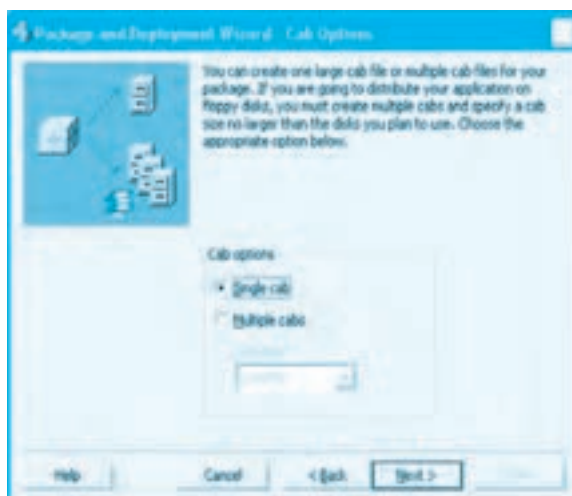 Package and Deployment Wizard - Cab Options
You can create one large cab file or multiple cab files for your
package. If you are going to distribute your application on
floppy disks, you must create multiple cabs and specify a cab
size no larger than the disks you plan to use. Choose the
appropriate option below.
Cab options
Single cab
Multiple cabs
Help
Cancel
< Back
Next >